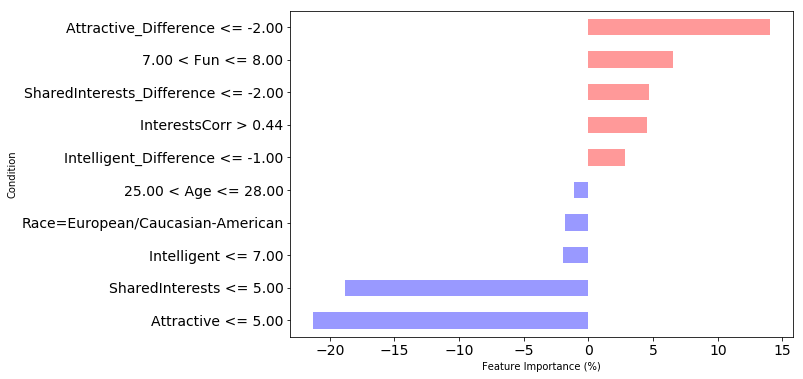 Attractive_Difference <= -2.00
7.00 < Fun <= 8.00
SharedInterests_Difference <= -2.00
InterestsCorr > 0.44
Intelligent_Difference <= -1.00
25.00 < Age <= 28.00
Race=European/Caucasian-American
Intelligent <= 7.00
SharedInterests <= 5.00
Attractive <= 5.00
Condition
−20 −15 −10 −5 0 5 10 15
Feature Importance (%)